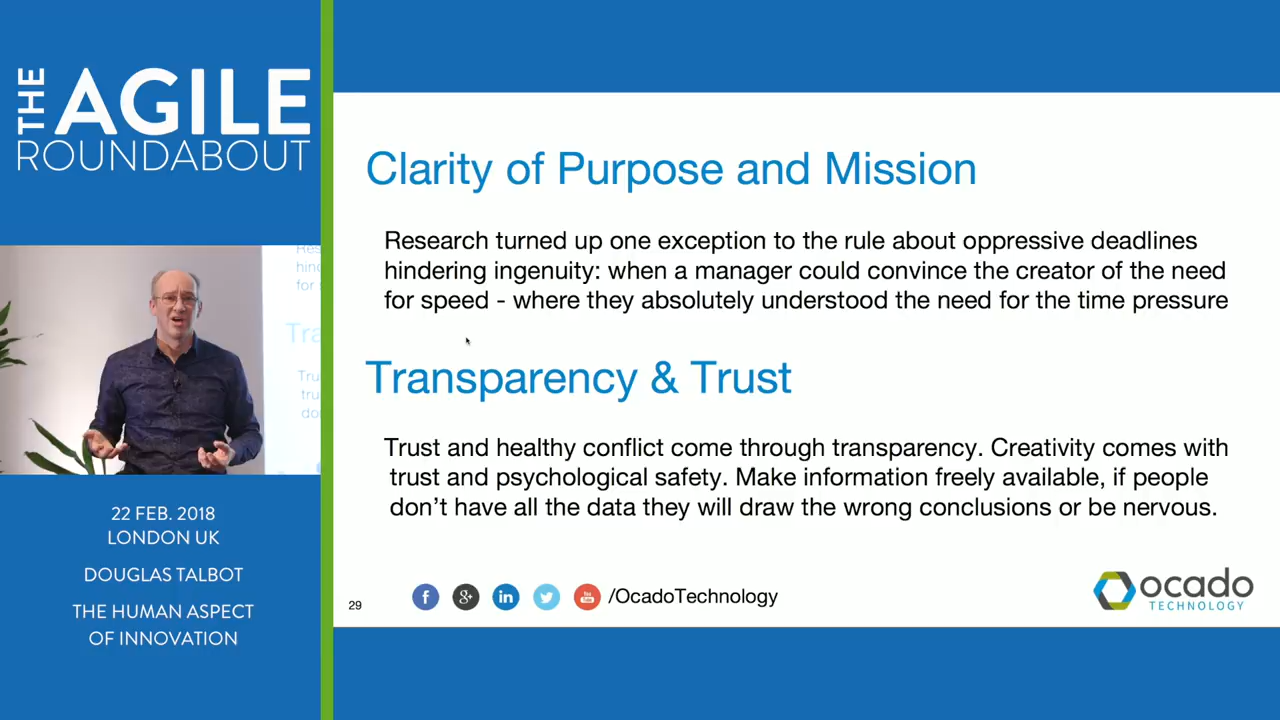 THE AGILE
ROUNDABOUT
22 FEB. 2018
LONDON UK
DOUGLAS TALBOT
THE HUMAN ASPECT
OF INNOVATION
Clarity of Purpose and Mission
Research turned up one exception to the rule about oppressive deadlines
hindering ingenuity: when a manager could convince the creator of the need
for speed - where they absolutely understood the need for the time pressure
Transparency & Trust
Trust and healthy conflict come through transparency. Creativity comes with
trust and psychological safety. Make information freely available, if people
don't have all the data they will draw the wrong conclusions or be nervous.
29
/OcadoTechnology
ocado
TECHNOLOGY